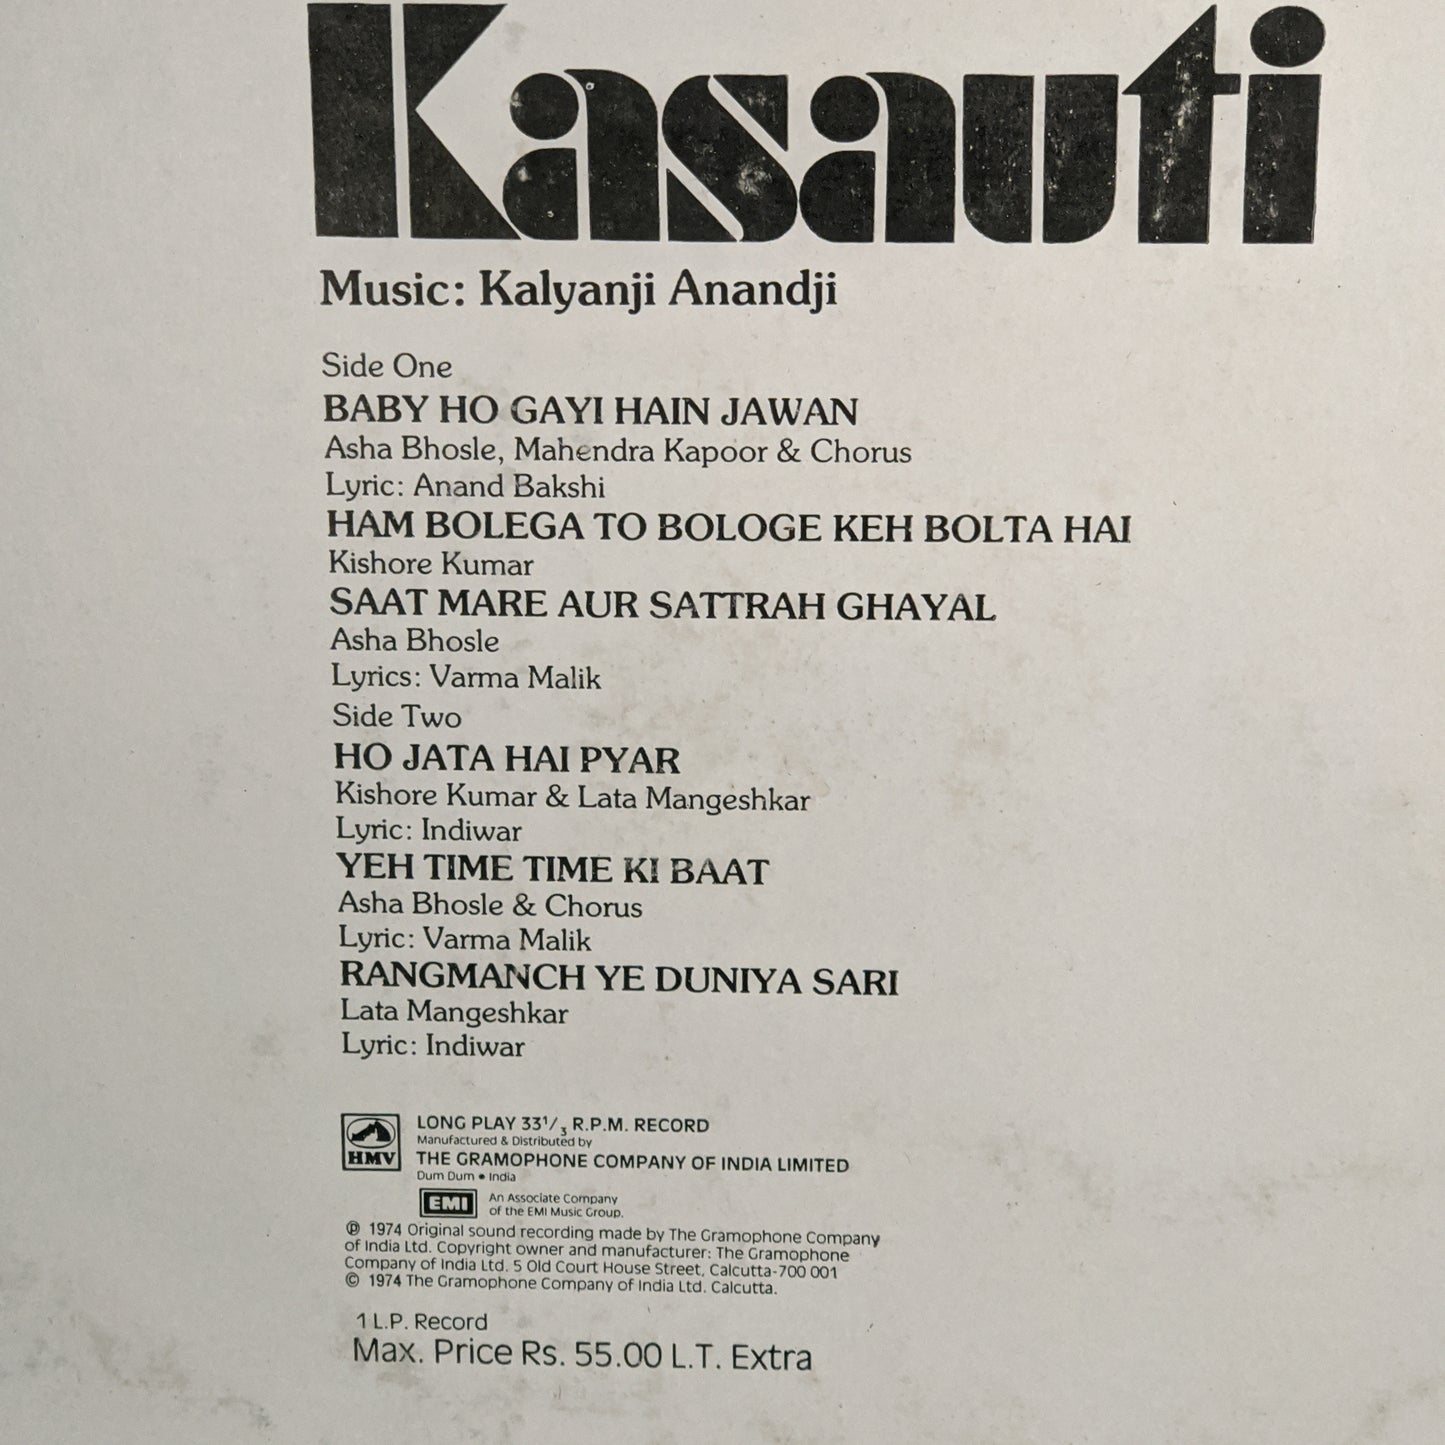 Kasauti
Music: Kalyanji Anandji
Side One
BABY HO GAYI HAIN JAWAN
Asha Bhosle, Mahendra Kapoor & Chorus
Lyric: Anand Bakshi
HAM BOLEGA TO BOLOGE KEH BOLTA HAI
Kishore Kumar
SAAT MARE AUR SATTRAH GHAYAL
Asha Bhosle
Lyrics: Varma Malik
Side Two
HO JATA HAI PYAR
Kishore Kumar & Lata Mangeshkar
Lyric: Indiwar
YEH TIME TIME KI BAAT
Asha Bhosle & Chorus
Lyric: Varma Malik
RANGMANCH YE DUNIYA SARI
Lata Mangeshkar
Lyric: Indiwar
HMV
LONG PLAY 33 1/3 R.P.M. RECORD
Manufactured & Distributed by
THE GRAMOPHONE COMPANY OF INDIA LIMITED
Dum Dum • India
EMI
An Associate Company
of the EMI Music Group.
℗ 1974 Original sound recording made by The Gramophone Company
of India Ltd. Copyright owner and manufacturer: The Gramophone
Company of India Ltd. 5 Old Court House Street, Calcutta-700 001
© 1974 The Gramophone Company of India Ltd. Calcutta.
1 L.P. Record
Max. Price Rs. 55.00 L.T. Extra